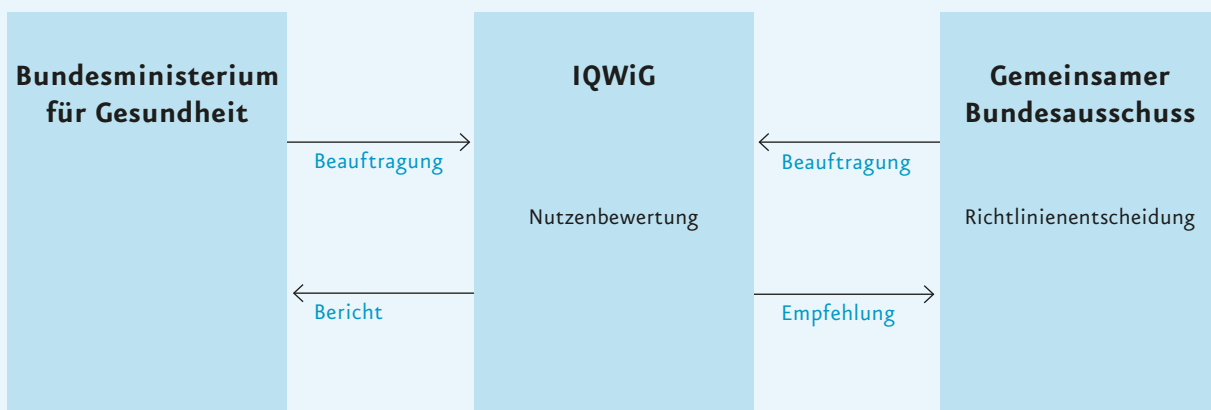 Bundesministerium
für Gesundheit
IQWiG
Gemeinsamer
Bundesausschuss
Beauftragung
Beauftragung
Nutzenbewertung
Richtlinienentscheidung
Bericht
Empfehlung